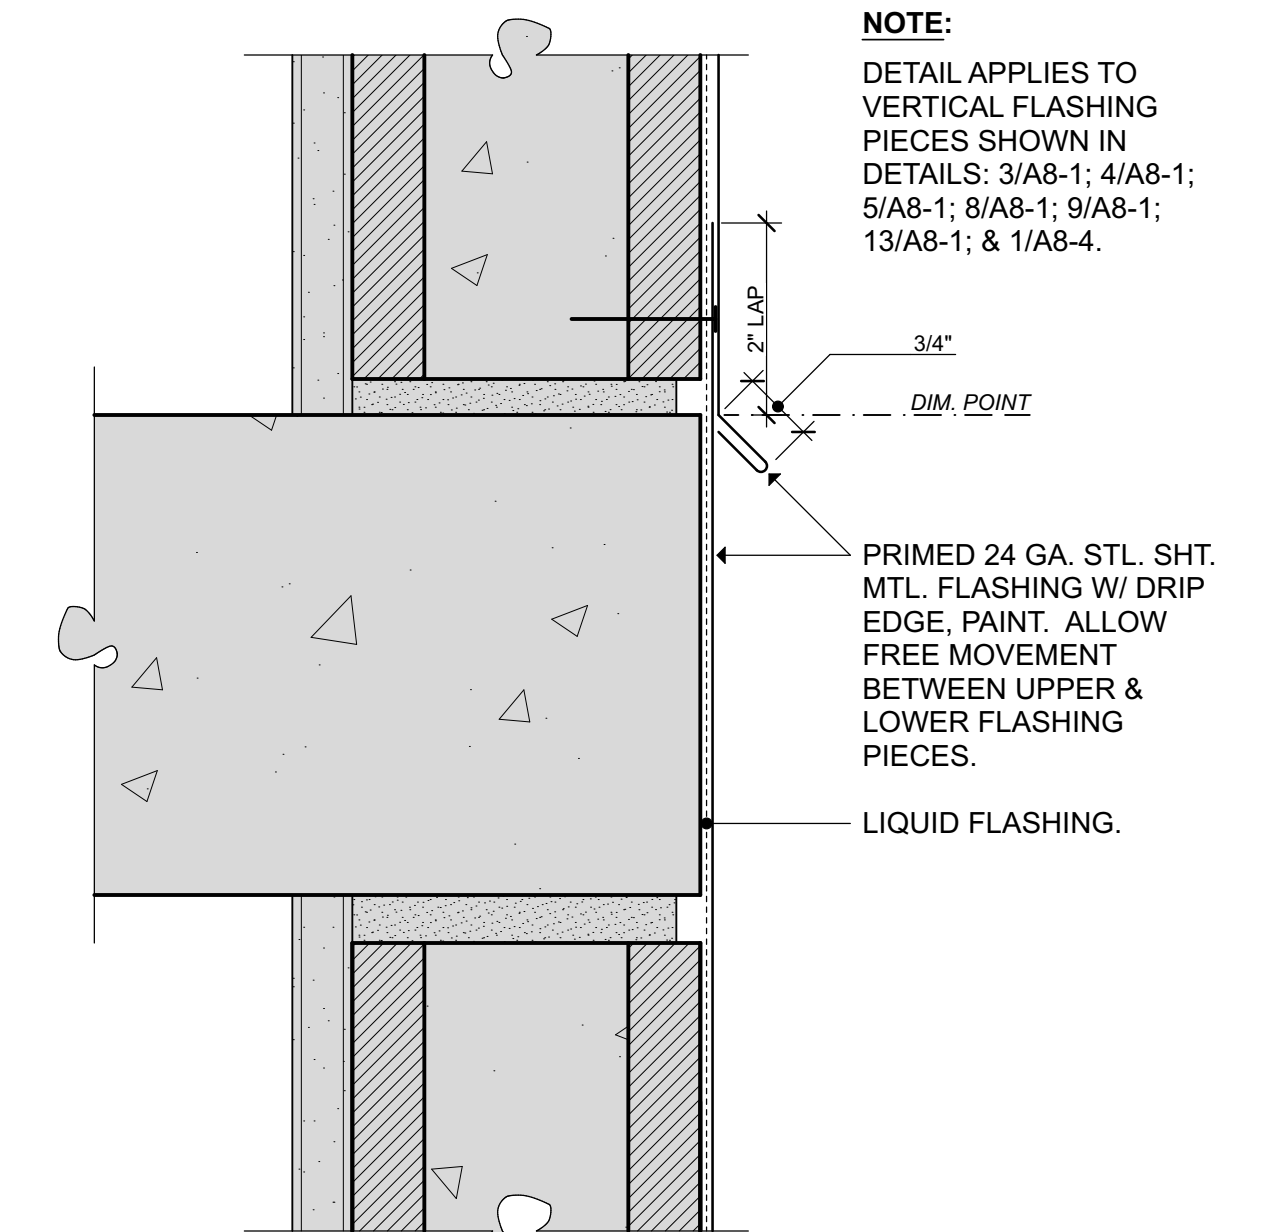 NOTE:
DETAIL APPLIES TO
VERTICAL FLASHING
PIECES SHOWN IN
DETAILS: 3/A8-1; 4/A8-1;
5/A8-1; 8/A8-1; 9/A8-1;
13/A8-1; & 1/A8-4.
2" LAP
3/4"
DIM. POINT
PRIMED 24 GA. STL. SHT.
MTL. FLASHING W/ DRIP
EDGE, PAINT.  ALLOW
FREE MOVEMENT
BETWEEN UPPER &
LOWER FLASHING
PIECES.
LIQUID FLASHING.